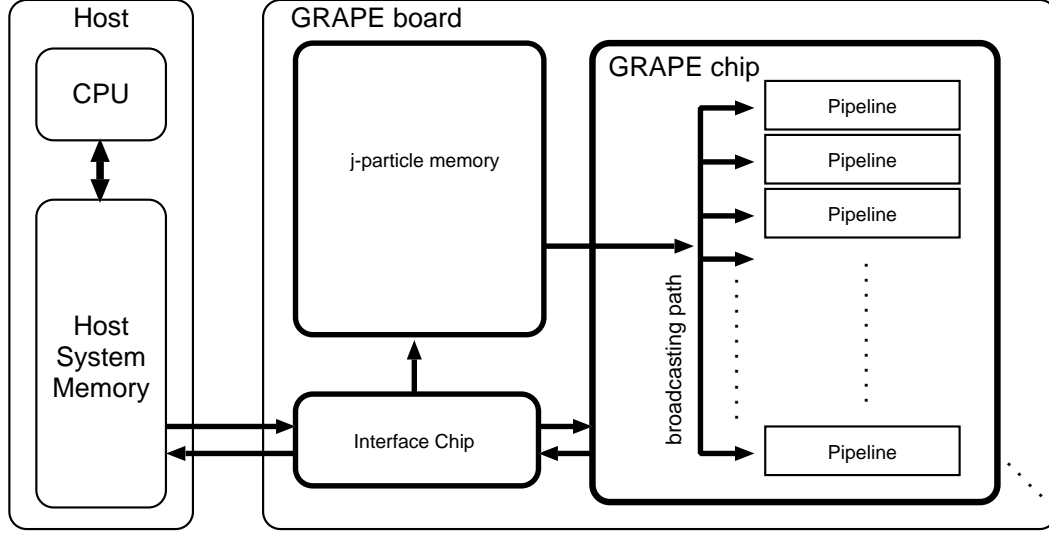 Host
CPU
Host
System
Memory
GRAPE board
j-particle memory
Interface Chip
GRAPE chip
broadcasting path
Pipeline
Pipeline
Pipeline
Pipeline